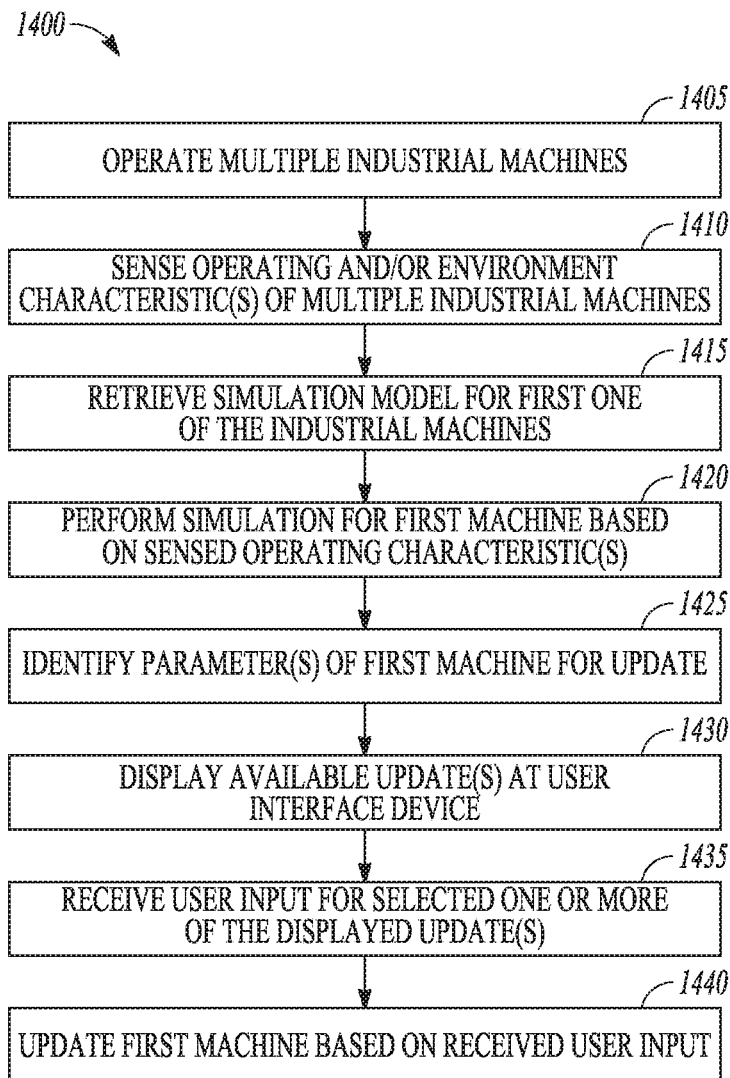 1400
1405
OPERATE MULTIPLE INDUSTRIAL MACHINES
1410
SENSE OPERATING AND/OR ENVIRONMENT
CHARACTERISTIC(S) OF MULTIPLE INDUSTRIAL MACHINES
1415
RETRIEVE SIMULATION MODEL FOR FIRST ONE
OF THE INDUSTRIAL MACHINES
1420
PERFORM SIMULATION FOR FIRST MACHINE BASED
ON SENSED OPERATING CHARACTERISTIC(S)
1425
IDENTIFY PARAMETER(S) OF FIRST MACHINE FOR UPDATE
1430
DISPLAY AVAILABLE UPDATE(S) AT USER
INTERFACE DEVICE
1435
RECEIVE USER INPUT FOR SELECTED ONE OR MORE
OF THE DISPLAYED UPDATE(S)
1440
UPDATE FIRST MACHINE BASED ON RECEIVED USER INPUT